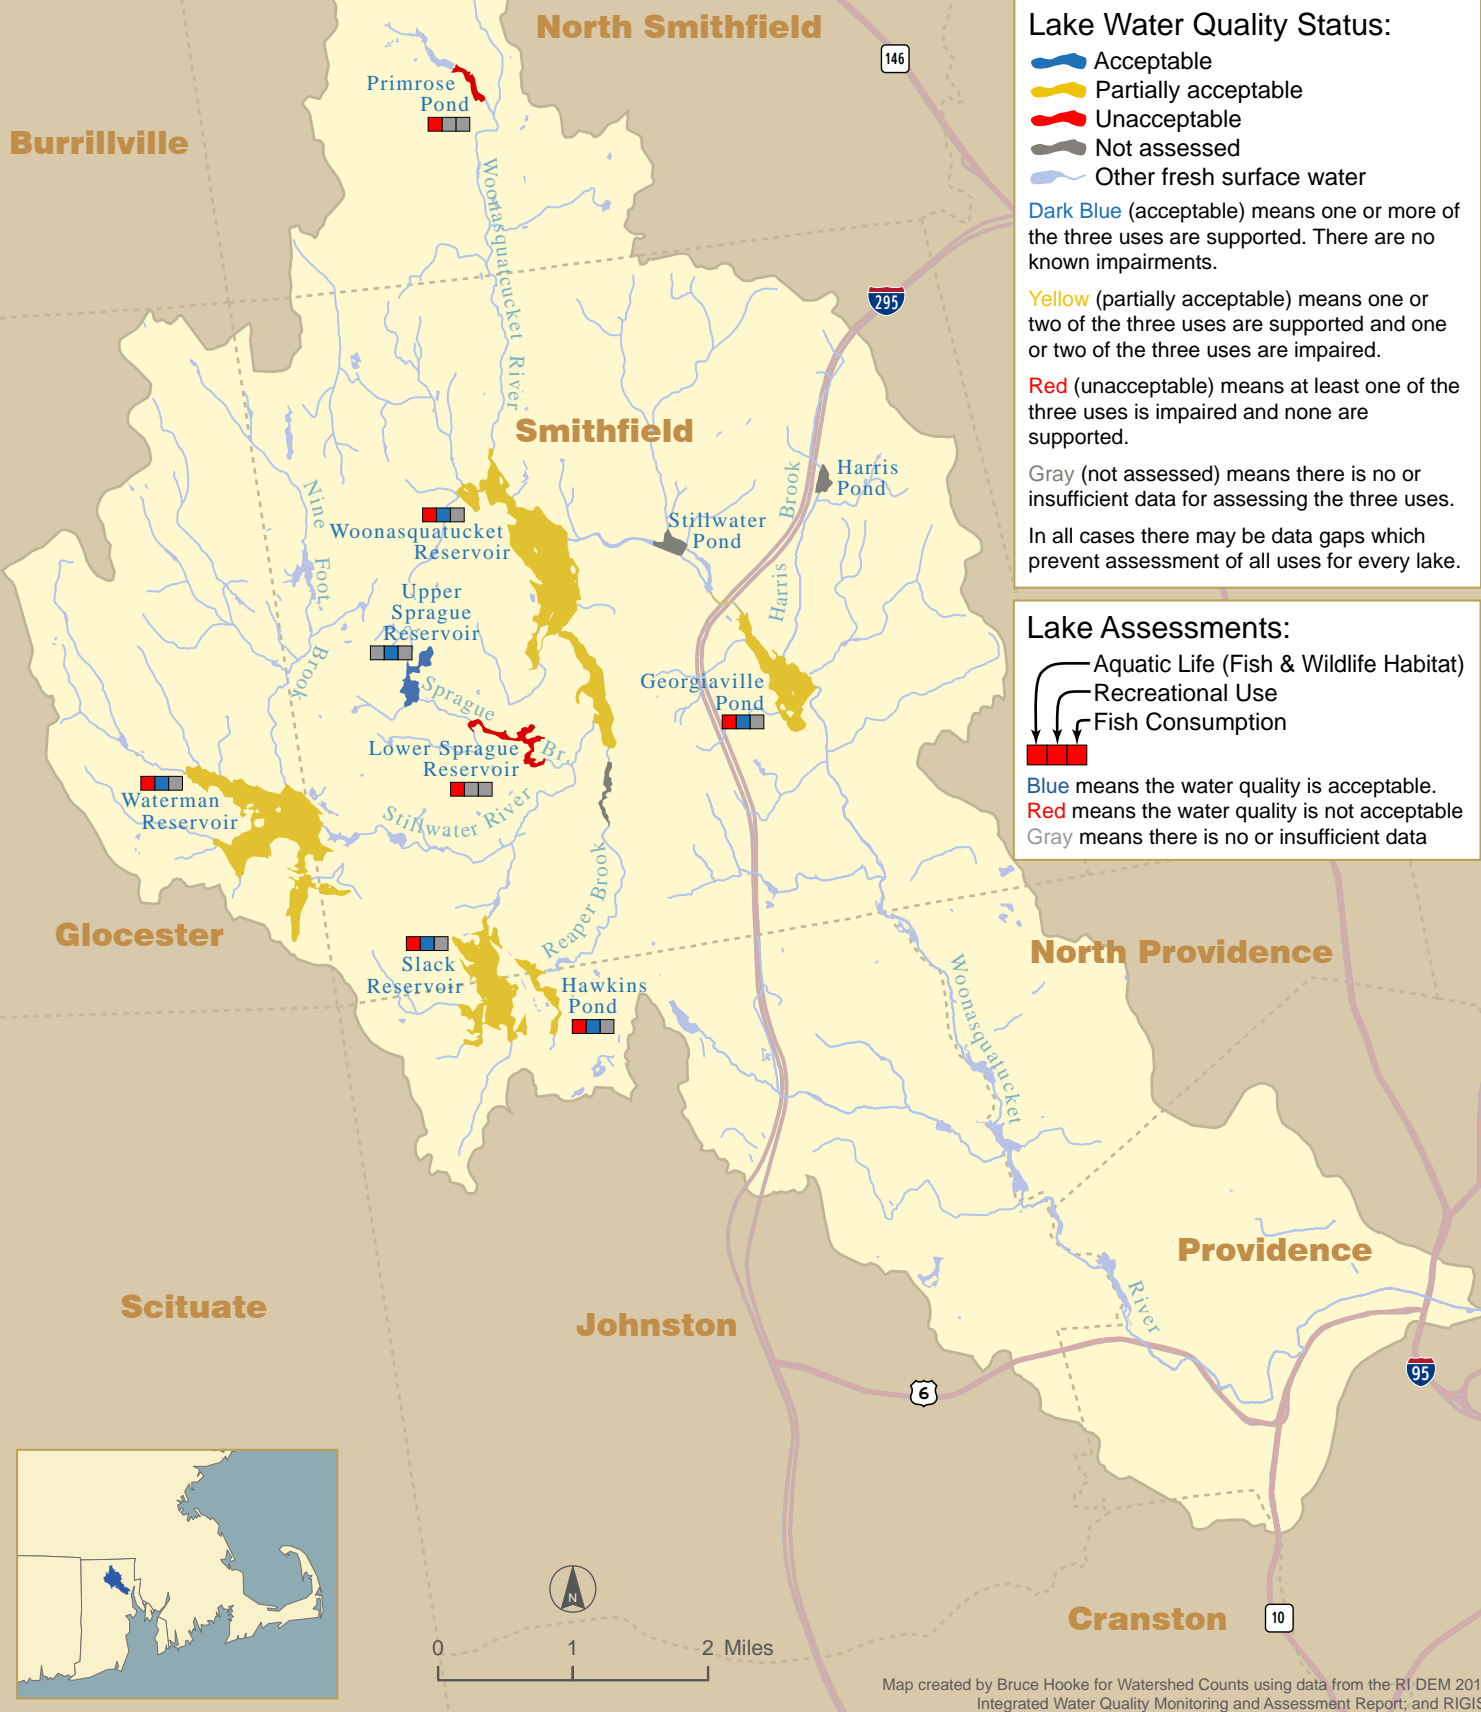 North Smithfield
146
Primrose
Pond
Burrillville
Woonasquatucket River
295
Smithfield
Harris
Pond
Harris Brook
Stillwater
Pond
Nine Foot Brook
Woonasquatucket
Reservoir
Upper
Sprague
Reservoir
Sprague Br.
Georgiaville
Pond
Lower Sprague
Reservoir
Waterman
Reservoir
Stillwater River
Reaper Brook
Glocester
Slack
Reservoir
Hawkins
Pond
North Providence
Woonasquatucket River
Providence
Scituate
Johnston
6
95
Cranston
10
N
0 1 2 Miles
Lake Water Quality Status:
Acceptable
Partially acceptable
Unacceptable
Not assessed
Other fresh surface water
Dark Blue (acceptable) means one or more of
the three uses are supported. There are no
known impairments.
Yellow (partially acceptable) means one or
two of the three uses are supported and one
or two of the three uses are impaired.
Red (unacceptable) means at least one of the
three uses is impaired and none are
supported.
Gray (not assessed) means there is no or
insufficient data for assessing the three uses.
In all cases there may be data gaps which
prevent assessment of all uses for every lake.
Lake Assessments:
Aquatic Life (Fish & Wildlife Habitat)
Recreational Use
Fish Consumption
Blue means the water quality is acceptable.
Red means the water quality is not acceptable
Gray means there is no or insufficient data
Map created by Bruce Hooke for Watershed Counts using data from the RI DEM 201
Integrated Water Quality Monitoring and Assessment Report; and RIGIS